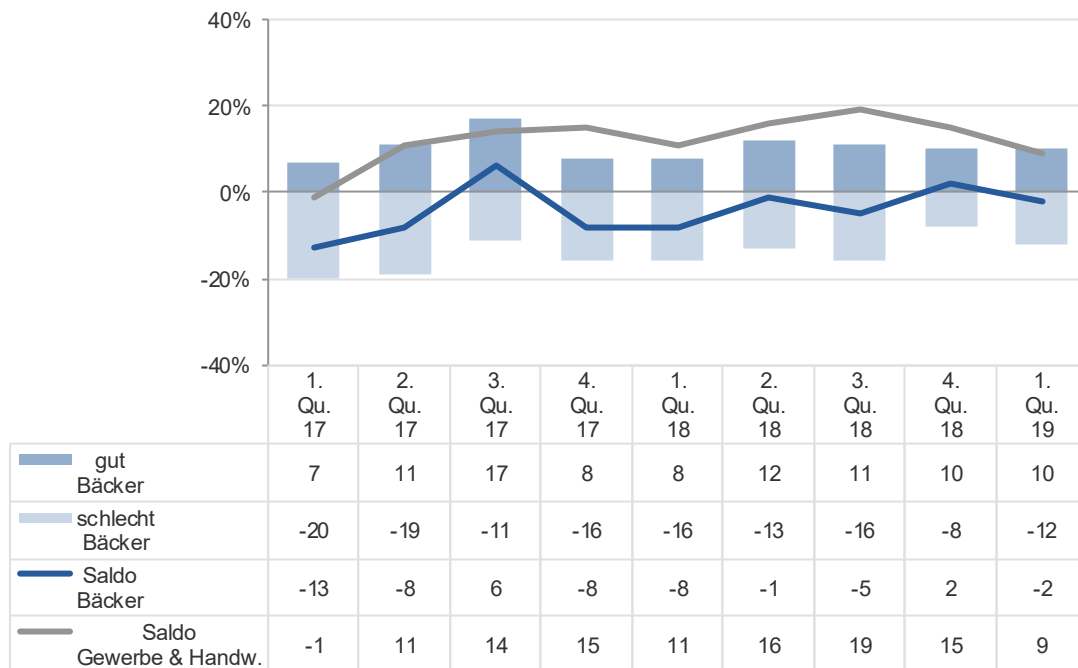 40%
20%
0%
-20%
-40%
1. 2. 3. 4. 1. 2. 3. 4. 1.
Qu. Qu. Qu. Qu. Qu. Qu. Qu. Qu. Qu.
17 17 17 17 18 18 18 18 19
gut
Bäcker
7 11 17 8 8 12 11 10 10
schlecht
Bäcker
-20 -19 -11 -16 -16 -13 -16 -8 -12
Saldo
Bäcker
-13 -8 6 -8 -8 -1 -5 2 -2
Saldo
Gewerbe & Handw.
-1 11 14 15 11 16 19 15 9